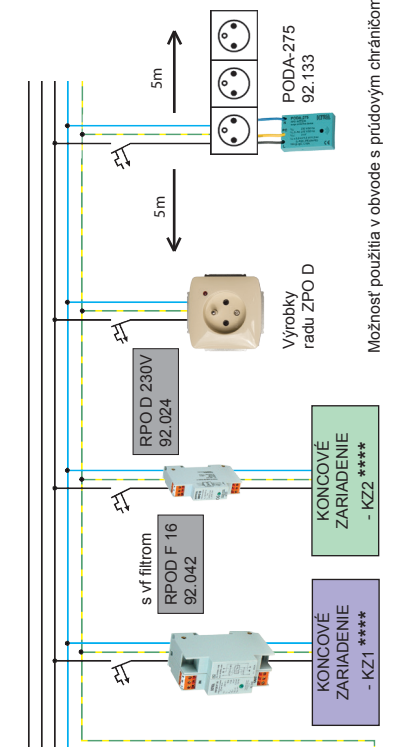 s vf filtrom
RPOD F 16
92.042
KONCOVÉ
ZARIADENIE
- KZ1 ****
RPO D 230V
92.024
KONCOVÉ
ZARIADENIE
- KZ2 ****
Výrobky
radu ZPO D
5m
5m
PODA-275
92.133
Možnosť použitia v obvode s prúdovým chráničom